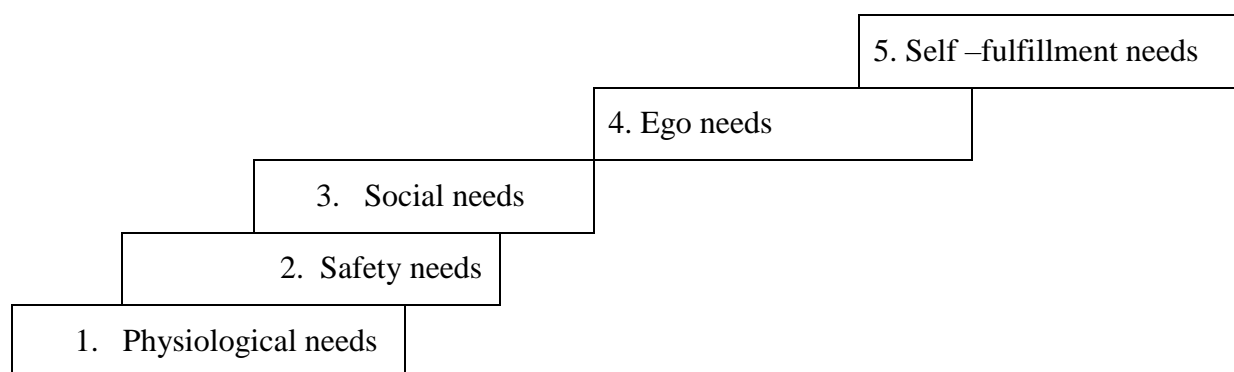 5. Self –fulfillment needs
4. Ego needs
3. Social needs
2. Safety needs
1. Physiological needs